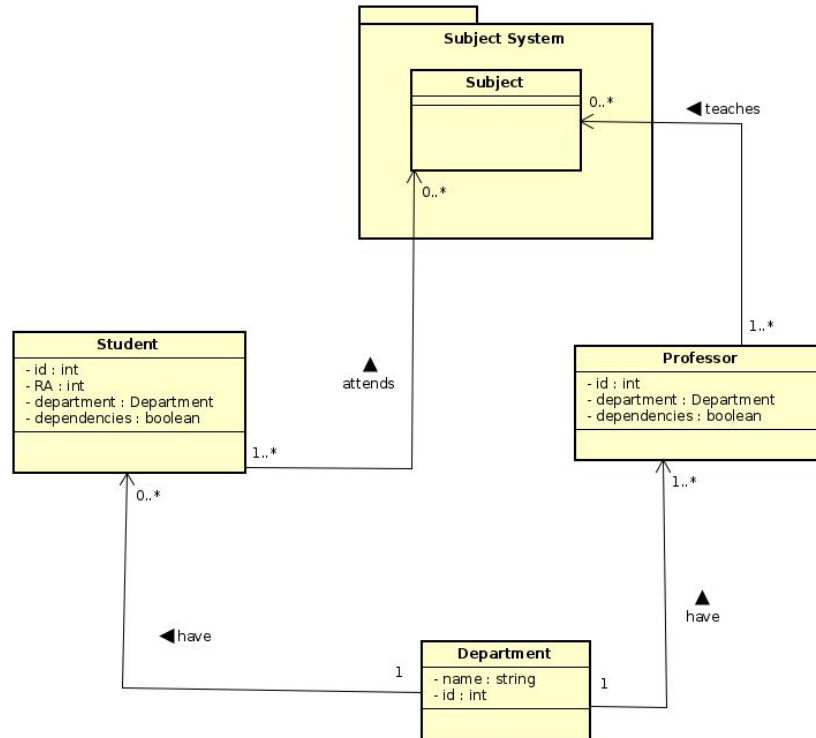 Subject System
Subject
0..*
◀ teaches
0..*
1..*
Student
- id : int
- RA : int
- department : Department
- dependencies : boolean
▲
attends
Professor
- id : int
- department : Department
- dependencies : boolean
1..*
0..*
1..*
◀ have
▲
have
Department
- name : string
- id : int
1
1